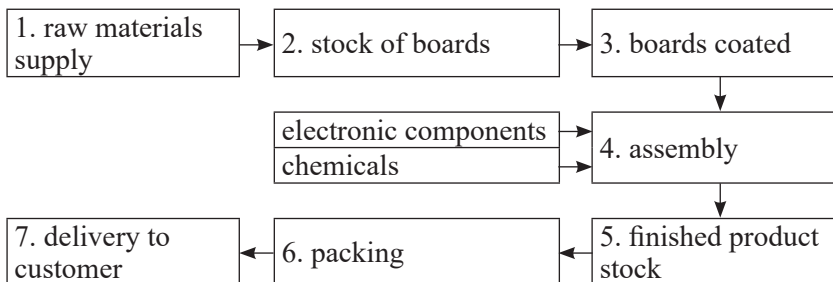 1. raw materials
supply
2. stock of boards
3. boards coated
electronic components
chemicals
4. assembly
7. delivery to
customer
6. packing
5. finished product
stock